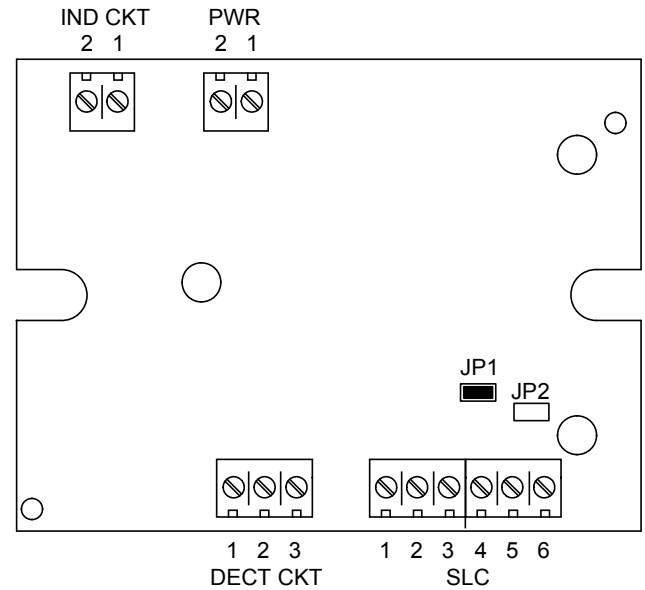 IND CKT PWR
2 1 2 1
JP1
JP2
1 2 3 1 2 3 4 5 6
DECT CKT SLC